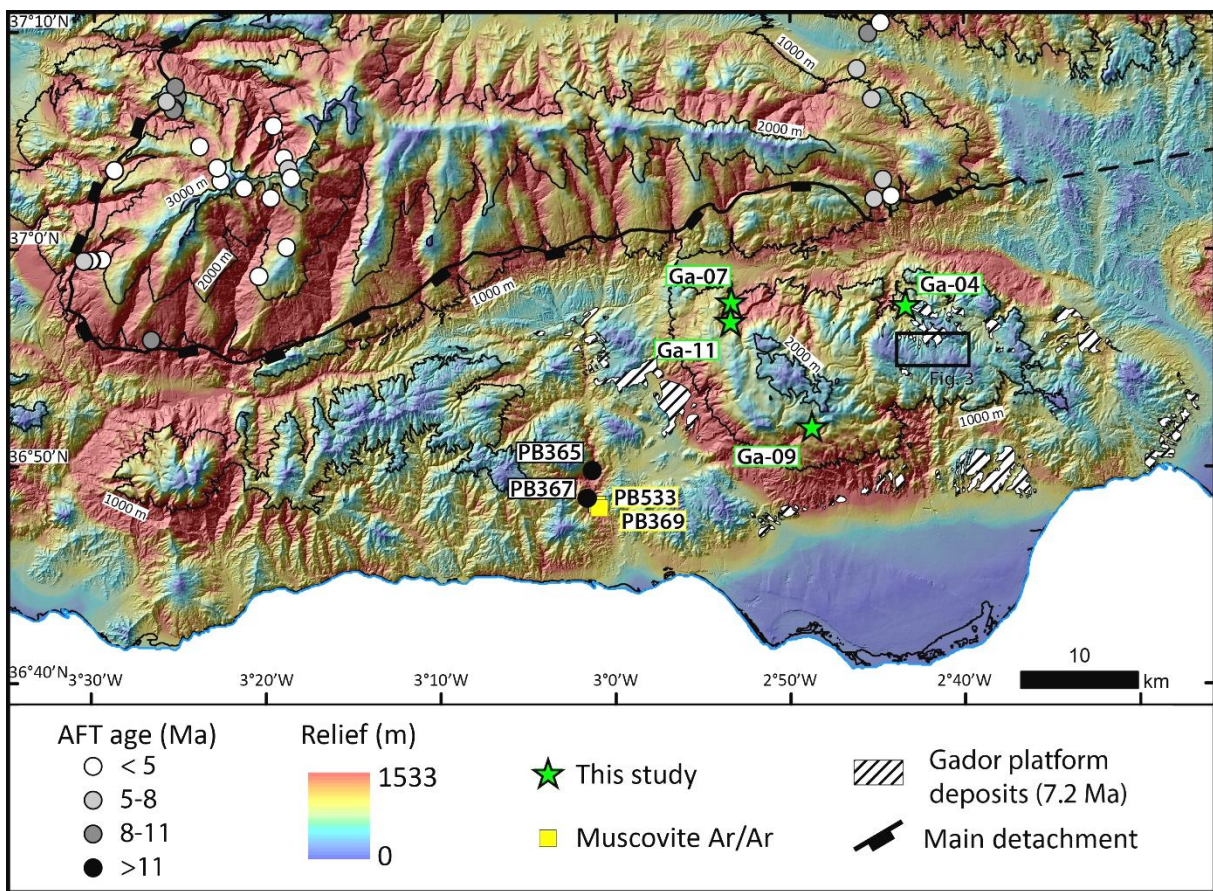 37°10'N
1000 m
2000 m
3000 m
37°0'N
2000 m
1000 m
Ga-07
Ga-04
Ga-11
2000 m
Fig. 3
1000 m
36°50'N
PB365
Ga-09
PB367
PB533
1000 m
PB369
36°40'N
3°30'W
3°20'W
3°10'W
3°0'W
2°50'W
2°40'W
10
km
AFT age (Ma)
< 5
5-8
8-11
>11
Relief (m)
1533
0
This study
Muscovite Ar/Ar
Gador platform
deposits (7.2 Ma)
Main detachment